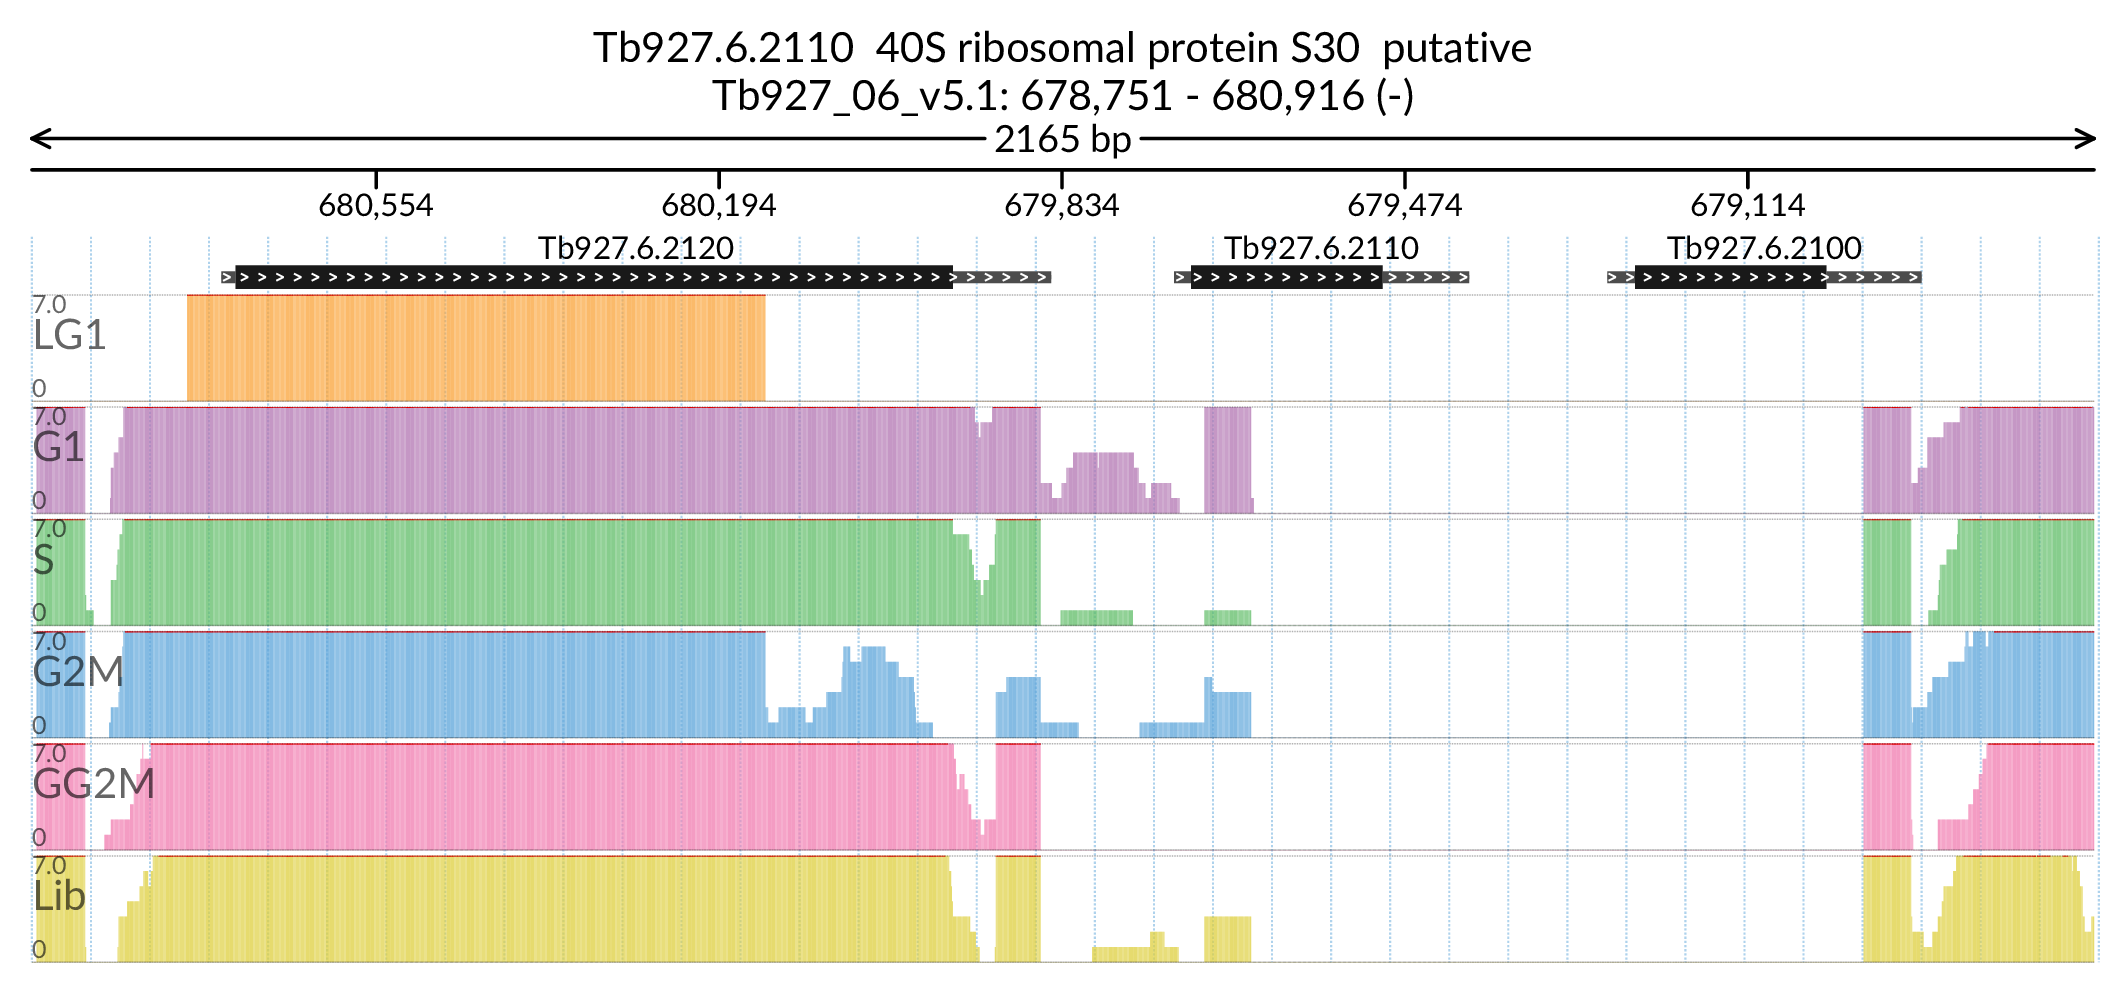 Tb927.6.2110  40S ribosomal protein S30  putative
Tb927_06_v5.1: 678,751 - 680,916 (-)
2165 bp
680,554 680,194 679,834 679,474 679,114
Tb927.6.2120 Tb927.6.2110 Tb927.6.2100
7.0
LG1
0
7.0
G1
0
7.0
S
0
7.0
G2M
0
7.0
GG2M
0
7.0
Lib
0